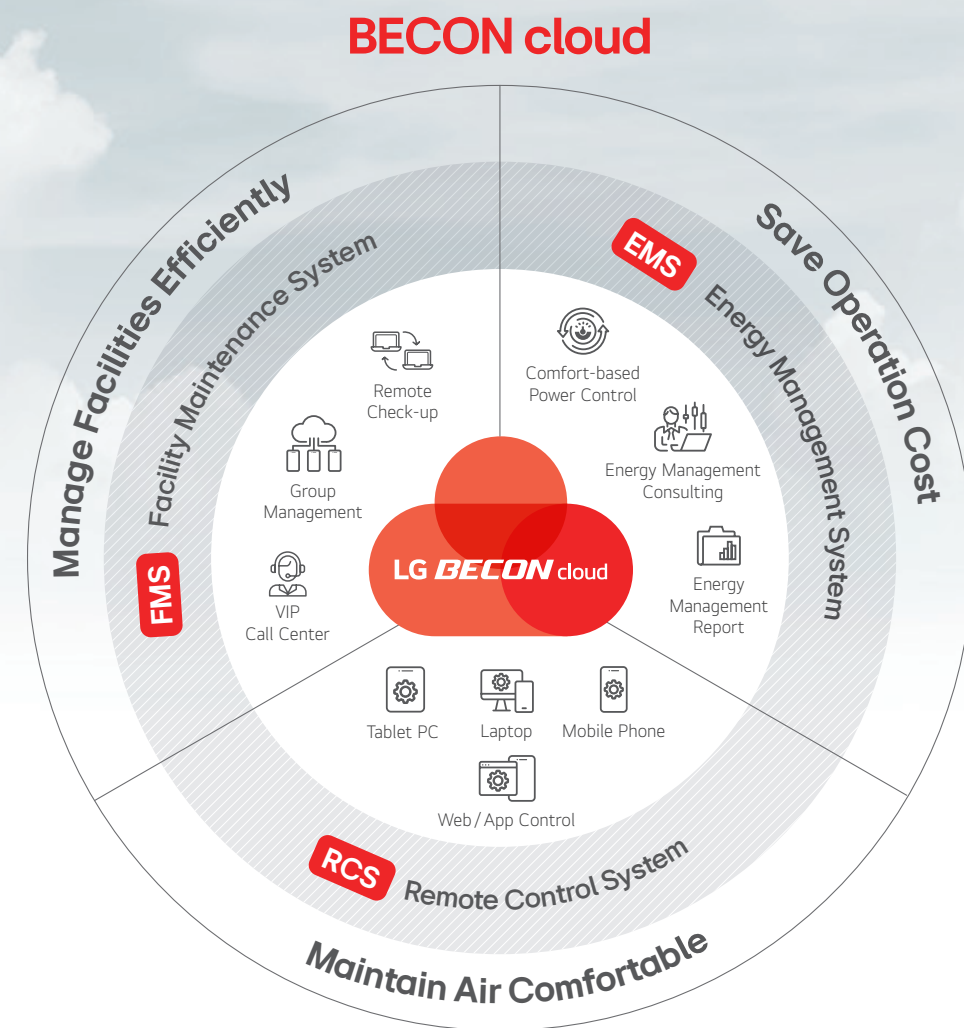 BECON cloud
Manage Facilities Efficiently
FMS Facility Maintenance System
Remote
Check-up
Group
Management
VIP
Call Center
Save Operation Cost
EMS Energy Management System
Comfort-based
Power Control
Energy Management
Consulting
Energy
Management
Report
LG BECON cloud
Tablet PC
Laptop
Mobile Phone
Web / App Control
RCS Remote Control System
Maintain Air Comfortable